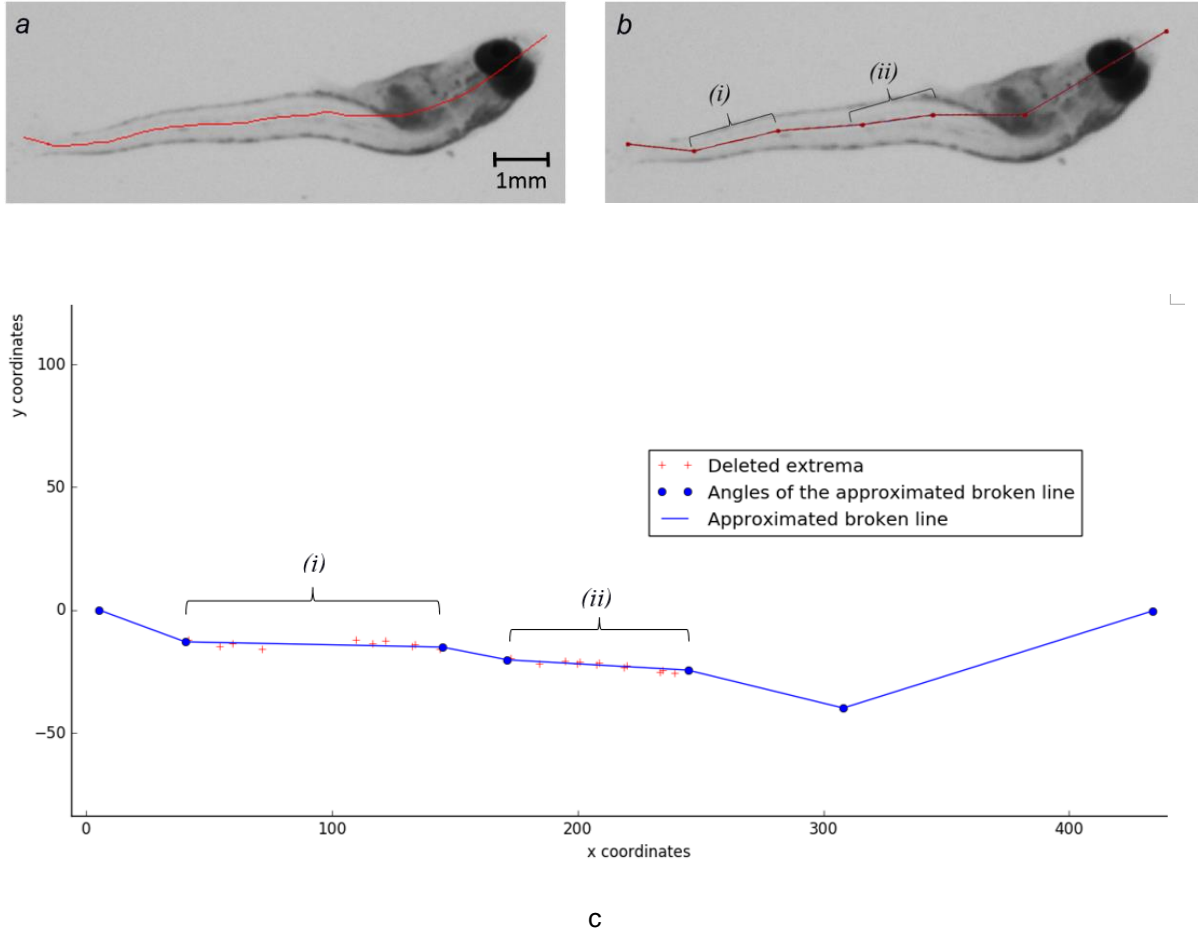 a
1mm
b
(i)
(ii)
y coordinates
100
50
0
−50
Deleted extrema
Angles of the approximated broken line
Approximated broken line
(i)
(ii)
0 100 200 300 400
x coordinates
c